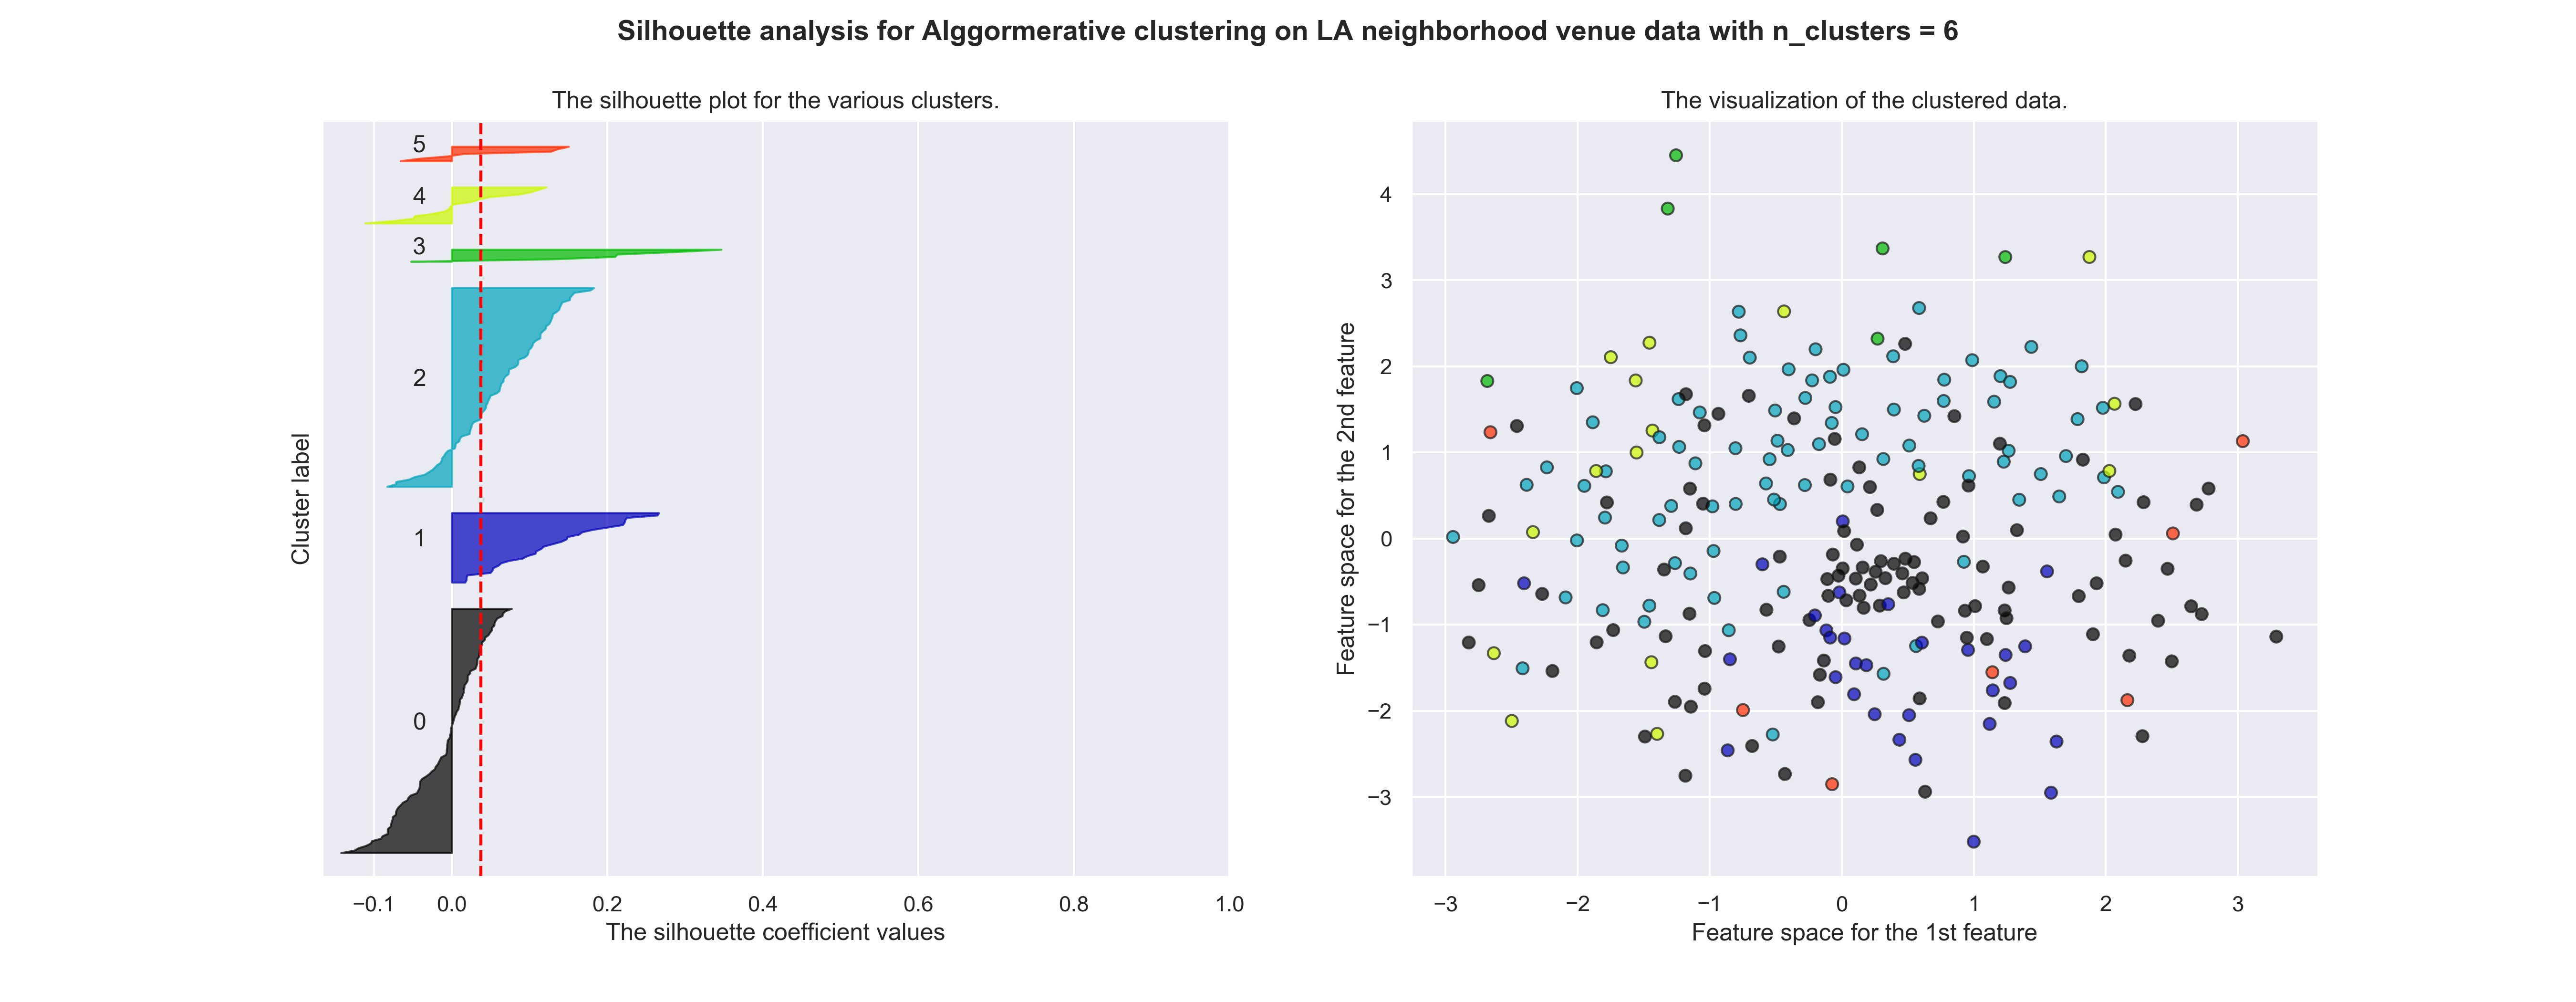 Silhouette analysis for Alggormerative clustering on LA neighborhood venue data with n_clusters = 6
The silhouette plot for the various clusters.
5
4
3
2
1
0
Cluster label
−0.1 0.0 0.2 0.4 0.6 0.8 1.0
The silhouette coefficient values
The visualization of the clustered data.
4
3
2
1
0
−1
−2
−3
Feature space for the 2nd feature
−3 −2 −1 0 1 2 3
Feature space for the 1st feature